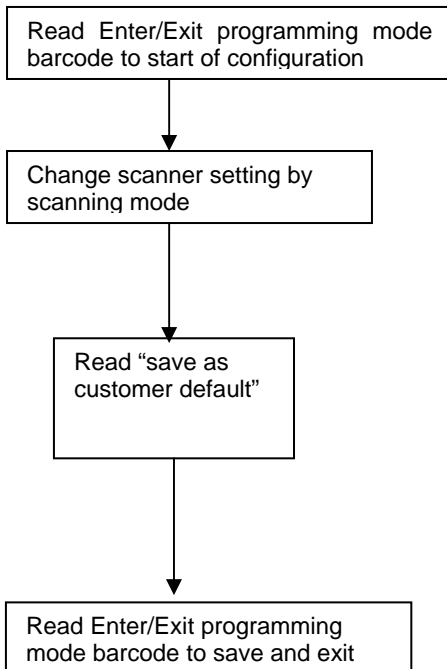 Read Enter/Exit programming mode
barcode to start of configuration
Change scanner setting by
scanning mode
Read “save as
customer default”
Read Enter/Exit programming
mode barcode to save and exit